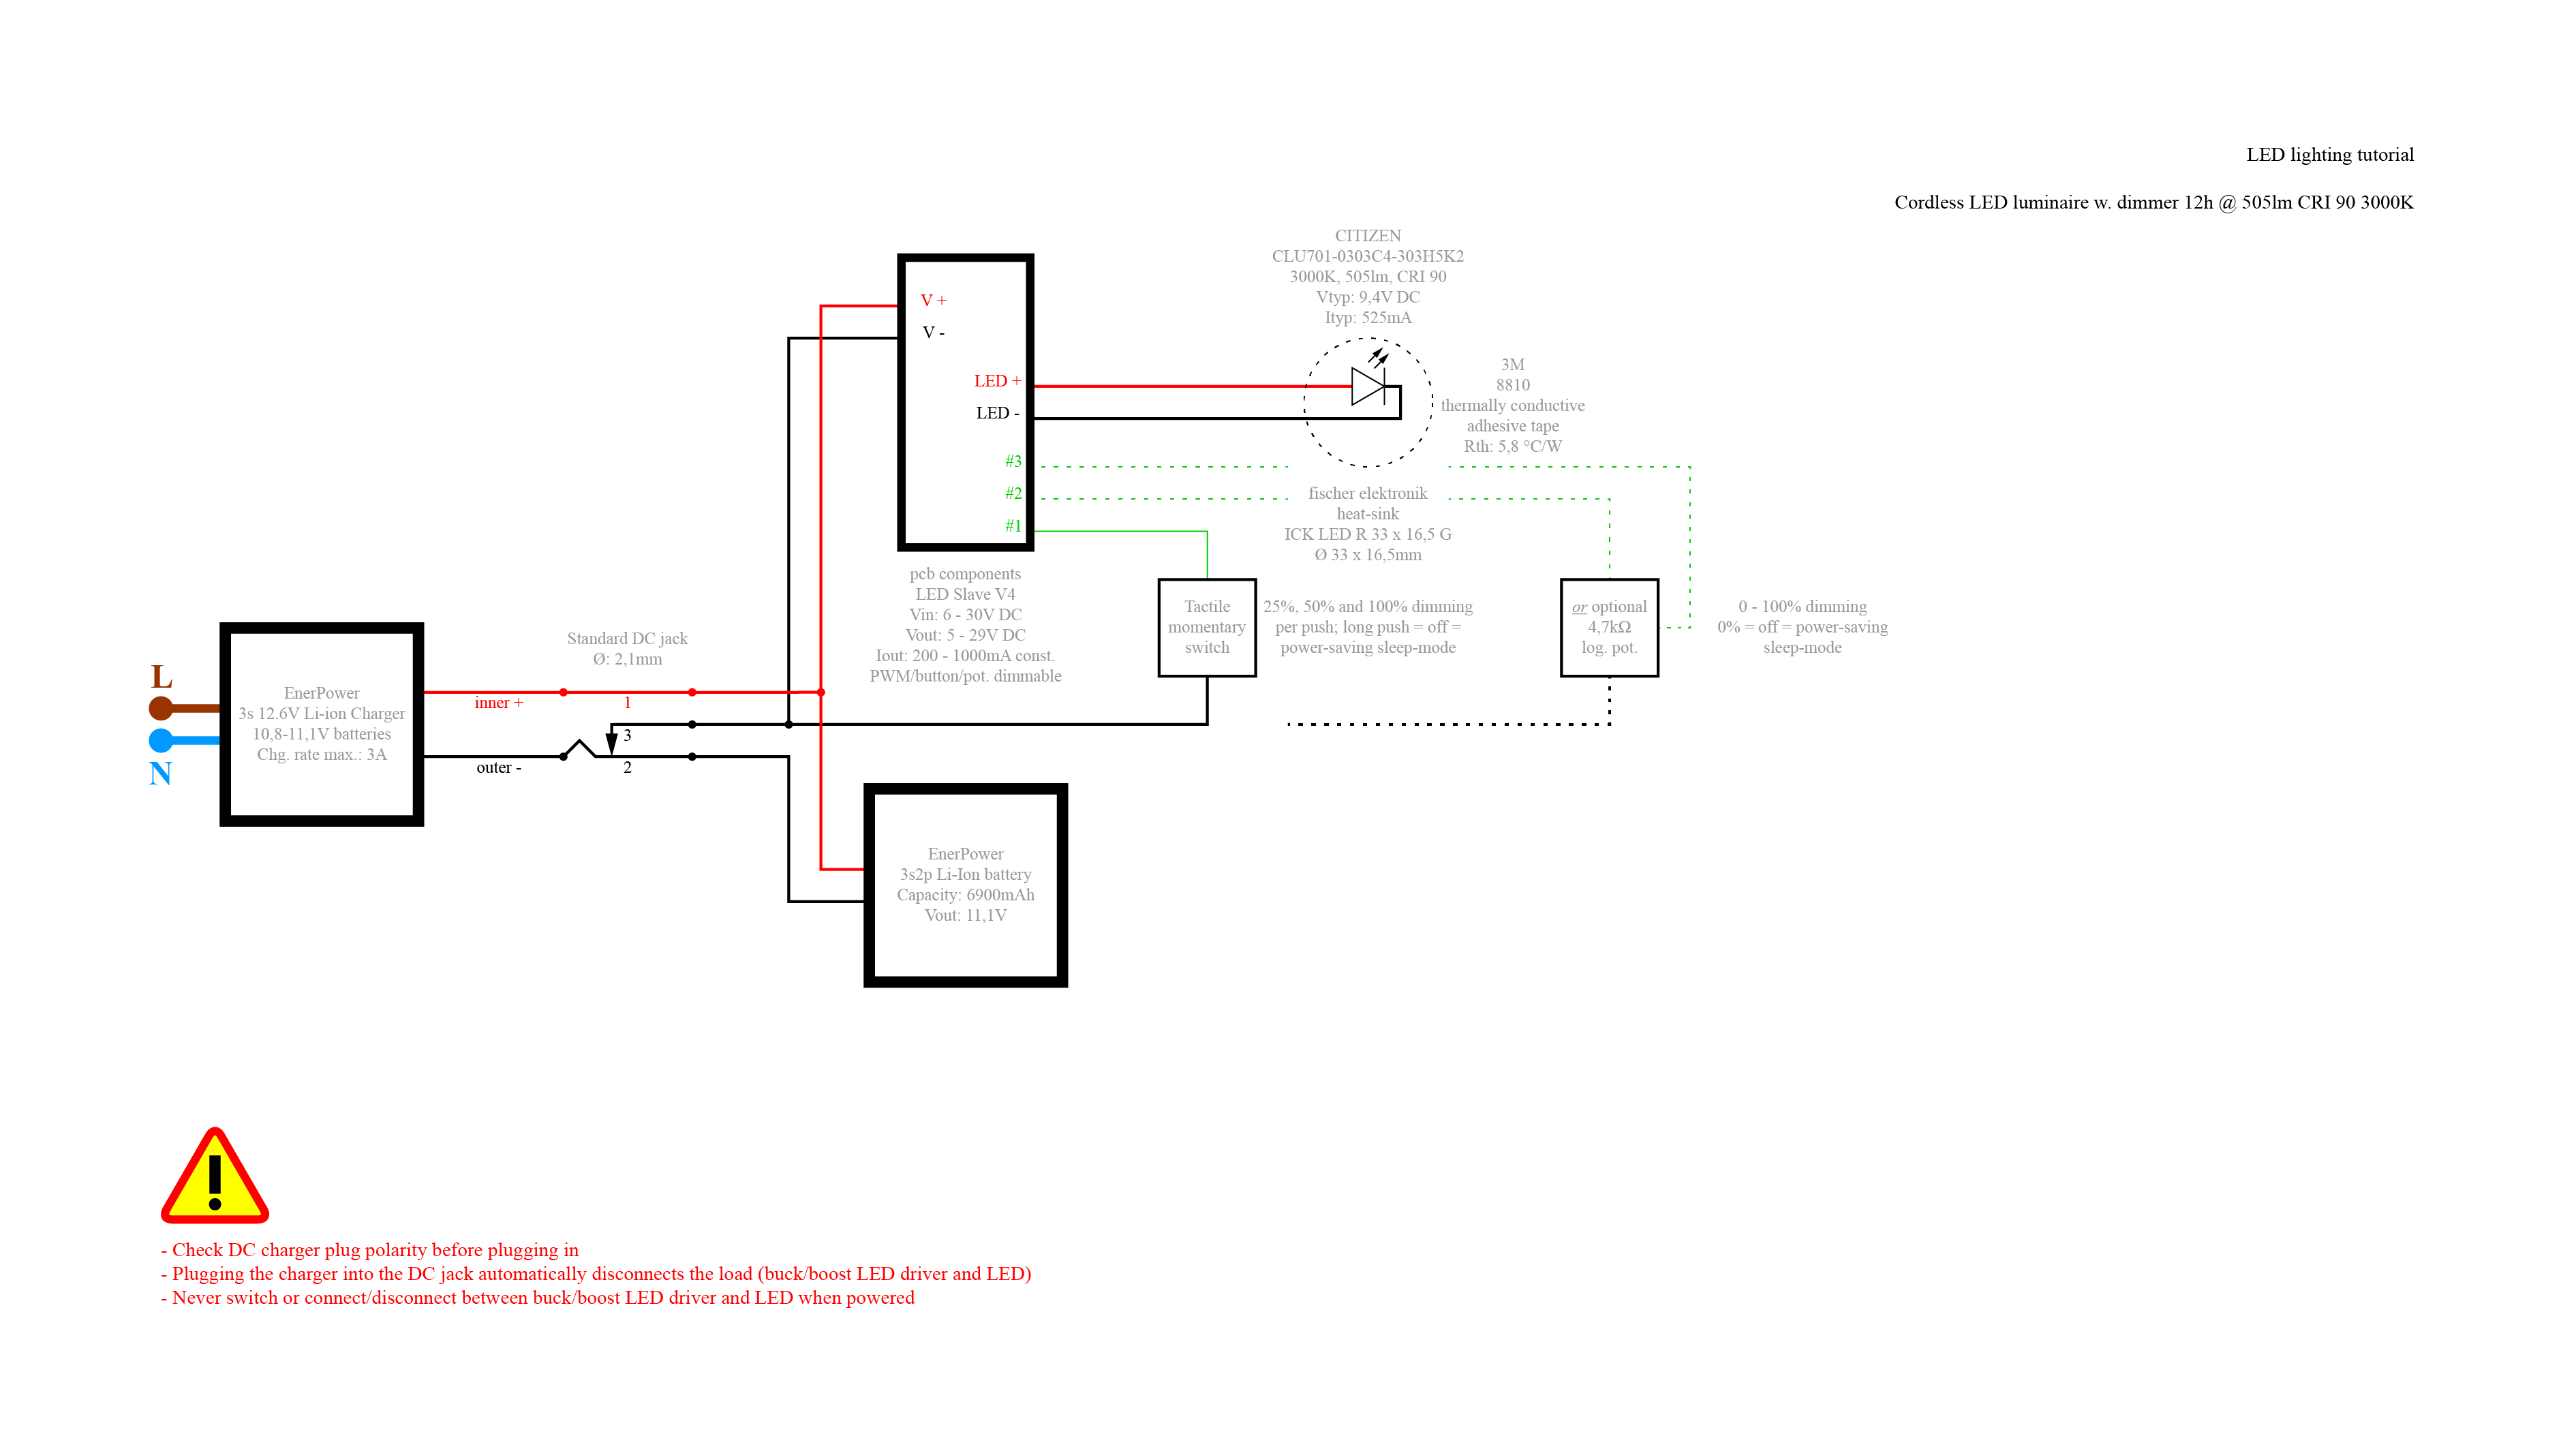 LED lighting tutorial
Cordless LED luminaire w. dimmer 12h @ 505lm CRI 90 3000K
CITIZEN
CLU701-0303C4-303H5K2
3000K, 505lm, CRI 90
Vtyp: 9,4V DC
Ityp: 525mA
V +
V -
LED +
LED -
#3
#2
#1
3M
8810
thermally conductive
adhesive tape
Rth: 5,8 °C/W
fischer elektronik
heat-sink
ICK LED R 33 x 16,5 G
Ø 33 x 16,5mm
pcb components
LED Slave V4
Vin: 6 - 30V DC
Vout: 5 - 29V DC
Iout: 200 - 1000mA const.
PWM/button/pot. dimmable
Tactile
momentary
switch
25%, 50% and 100% dimming
per push; long push = off =
power-saving sleep-mode
or optional
4,7kΩ
log. pot.
0 - 100% dimming
0% = off = power-saving
sleep-mode
Standard DC jack
Ø: 2,1mm
L
N
EnerPower
3s 12.6V Li-ion Charger
10,8-11,1V batteries
Chg. rate max.: 3A
inner +
1
3
outer -
2
EnerPower
3s2p Li-Ion battery
Capacity: 6900mAh
Vout: 11,1V
- Check DC charger plug polarity before plugging in
- Plugging the charger into the DC jack automatically disconnects the load (buck/boost LED driver and LED)
- Never switch or connect/disconnect between buck/boost LED driver and LED when powered